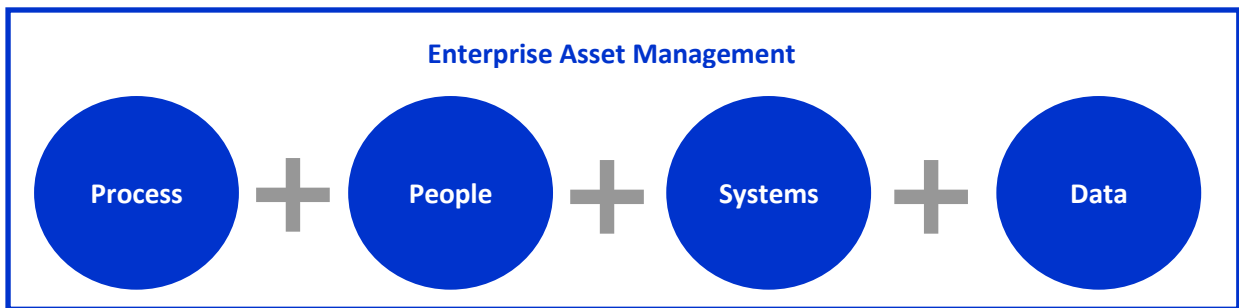 Enterprise Asset Management
Process + People + Systems + Data